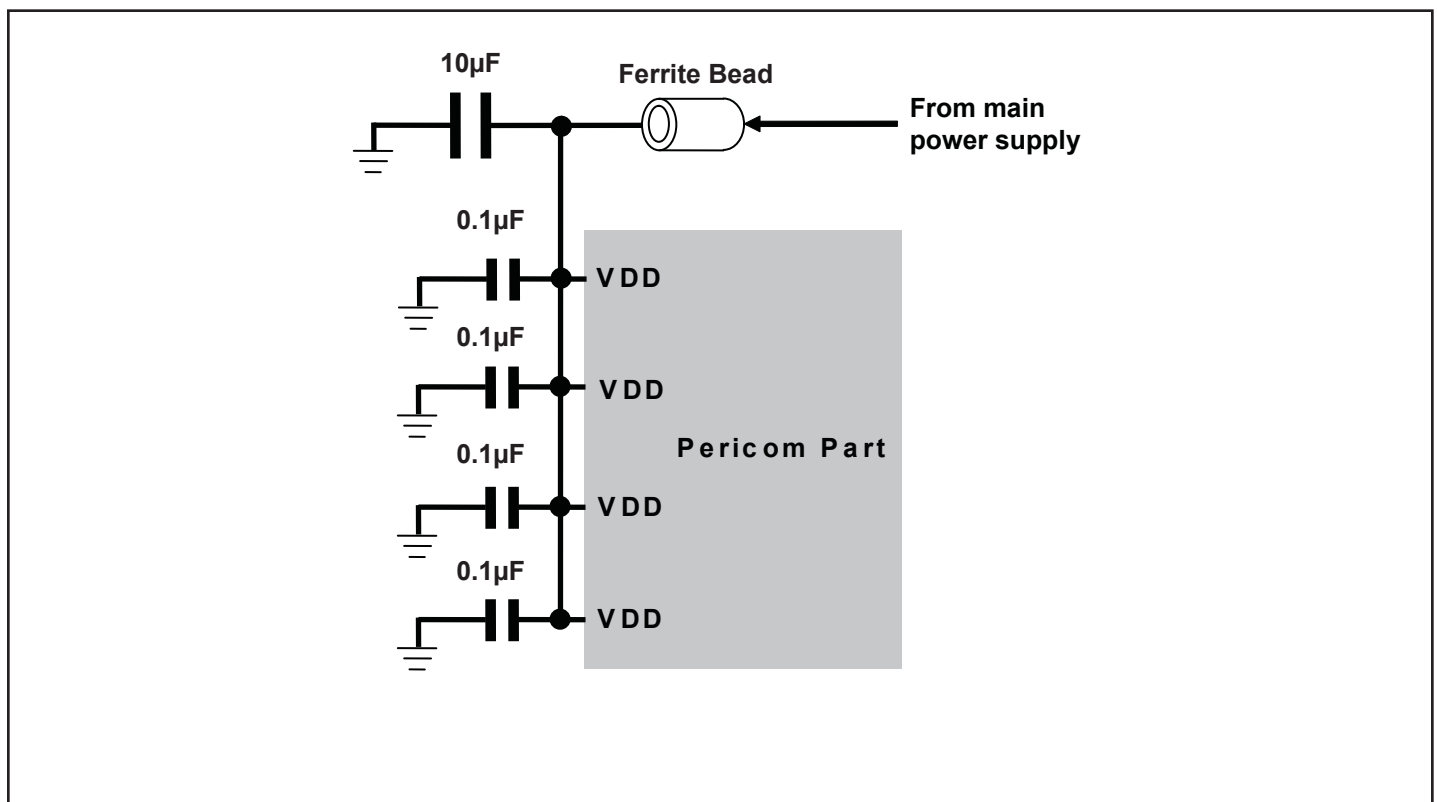 10µF
Ferrite Bead
From main
power supply
0.1µF
VDD
0.1µF
VDD
Pericom Part
0.1µF
VDD
0.1µF
VDD